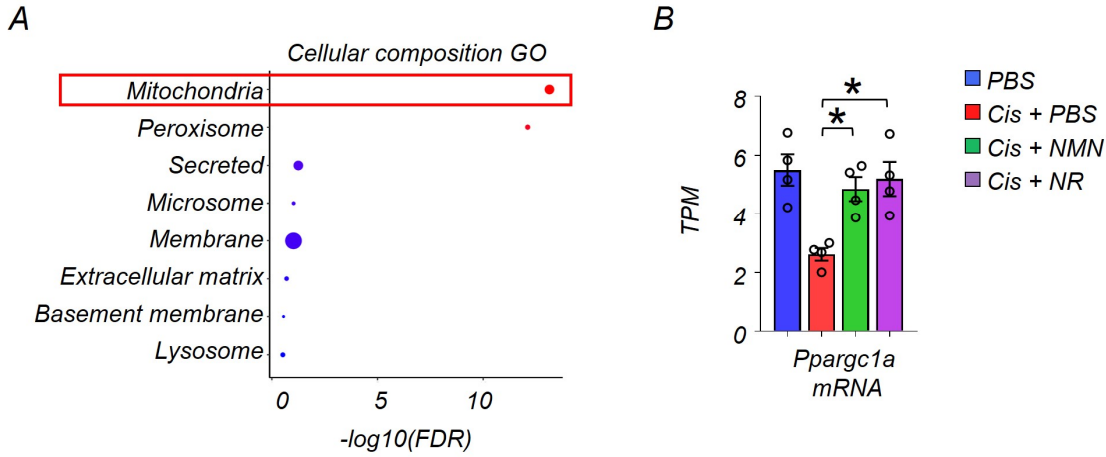 A
Cellular composition GO
Mitochondria
Peroxisome
Secreted
Microsome
Membrane
Extracellular matrix
Basement membrane
Lysosome
0 5 10
-log10(FDR)
B
8
6
4
2
0
TPM
*
*
Ppargc1a
mRNA
PBS
Cis + PBS
Cis + NMN
Cis + NR